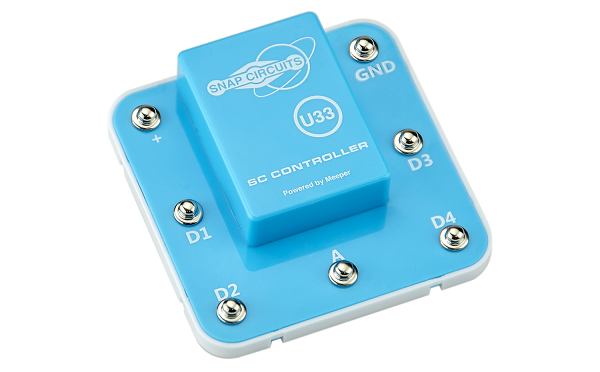 SNAP CIRCUITS
U33
SC CONTROLLER
Powered by Meeper
GND
+
D3
D1
D4
A
D2